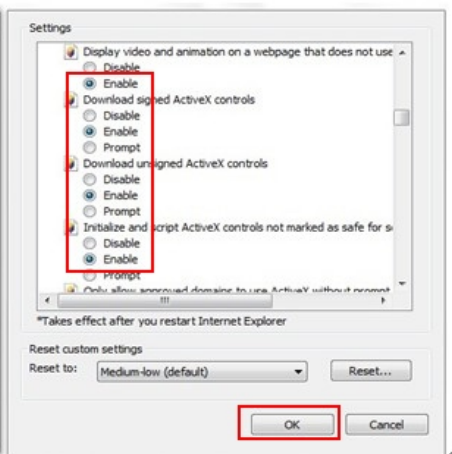 Settings
Display video and animation on a webpage that does not use
Disable
Enable
Download signed ActiveX controls
Disable
Enable
Prompt
Download unsigned ActiveX controls
Disable
Enable
Prompt
Initialize and script ActiveX controls not marked as safe for
Disable
Enable
Prompt
Only allow approved domains to use ActiveX without prompt
*Takes effect after you restart Internet Explorer
Reset custom settings
Reset to: Medium-low (default) Reset...
OK Cancel